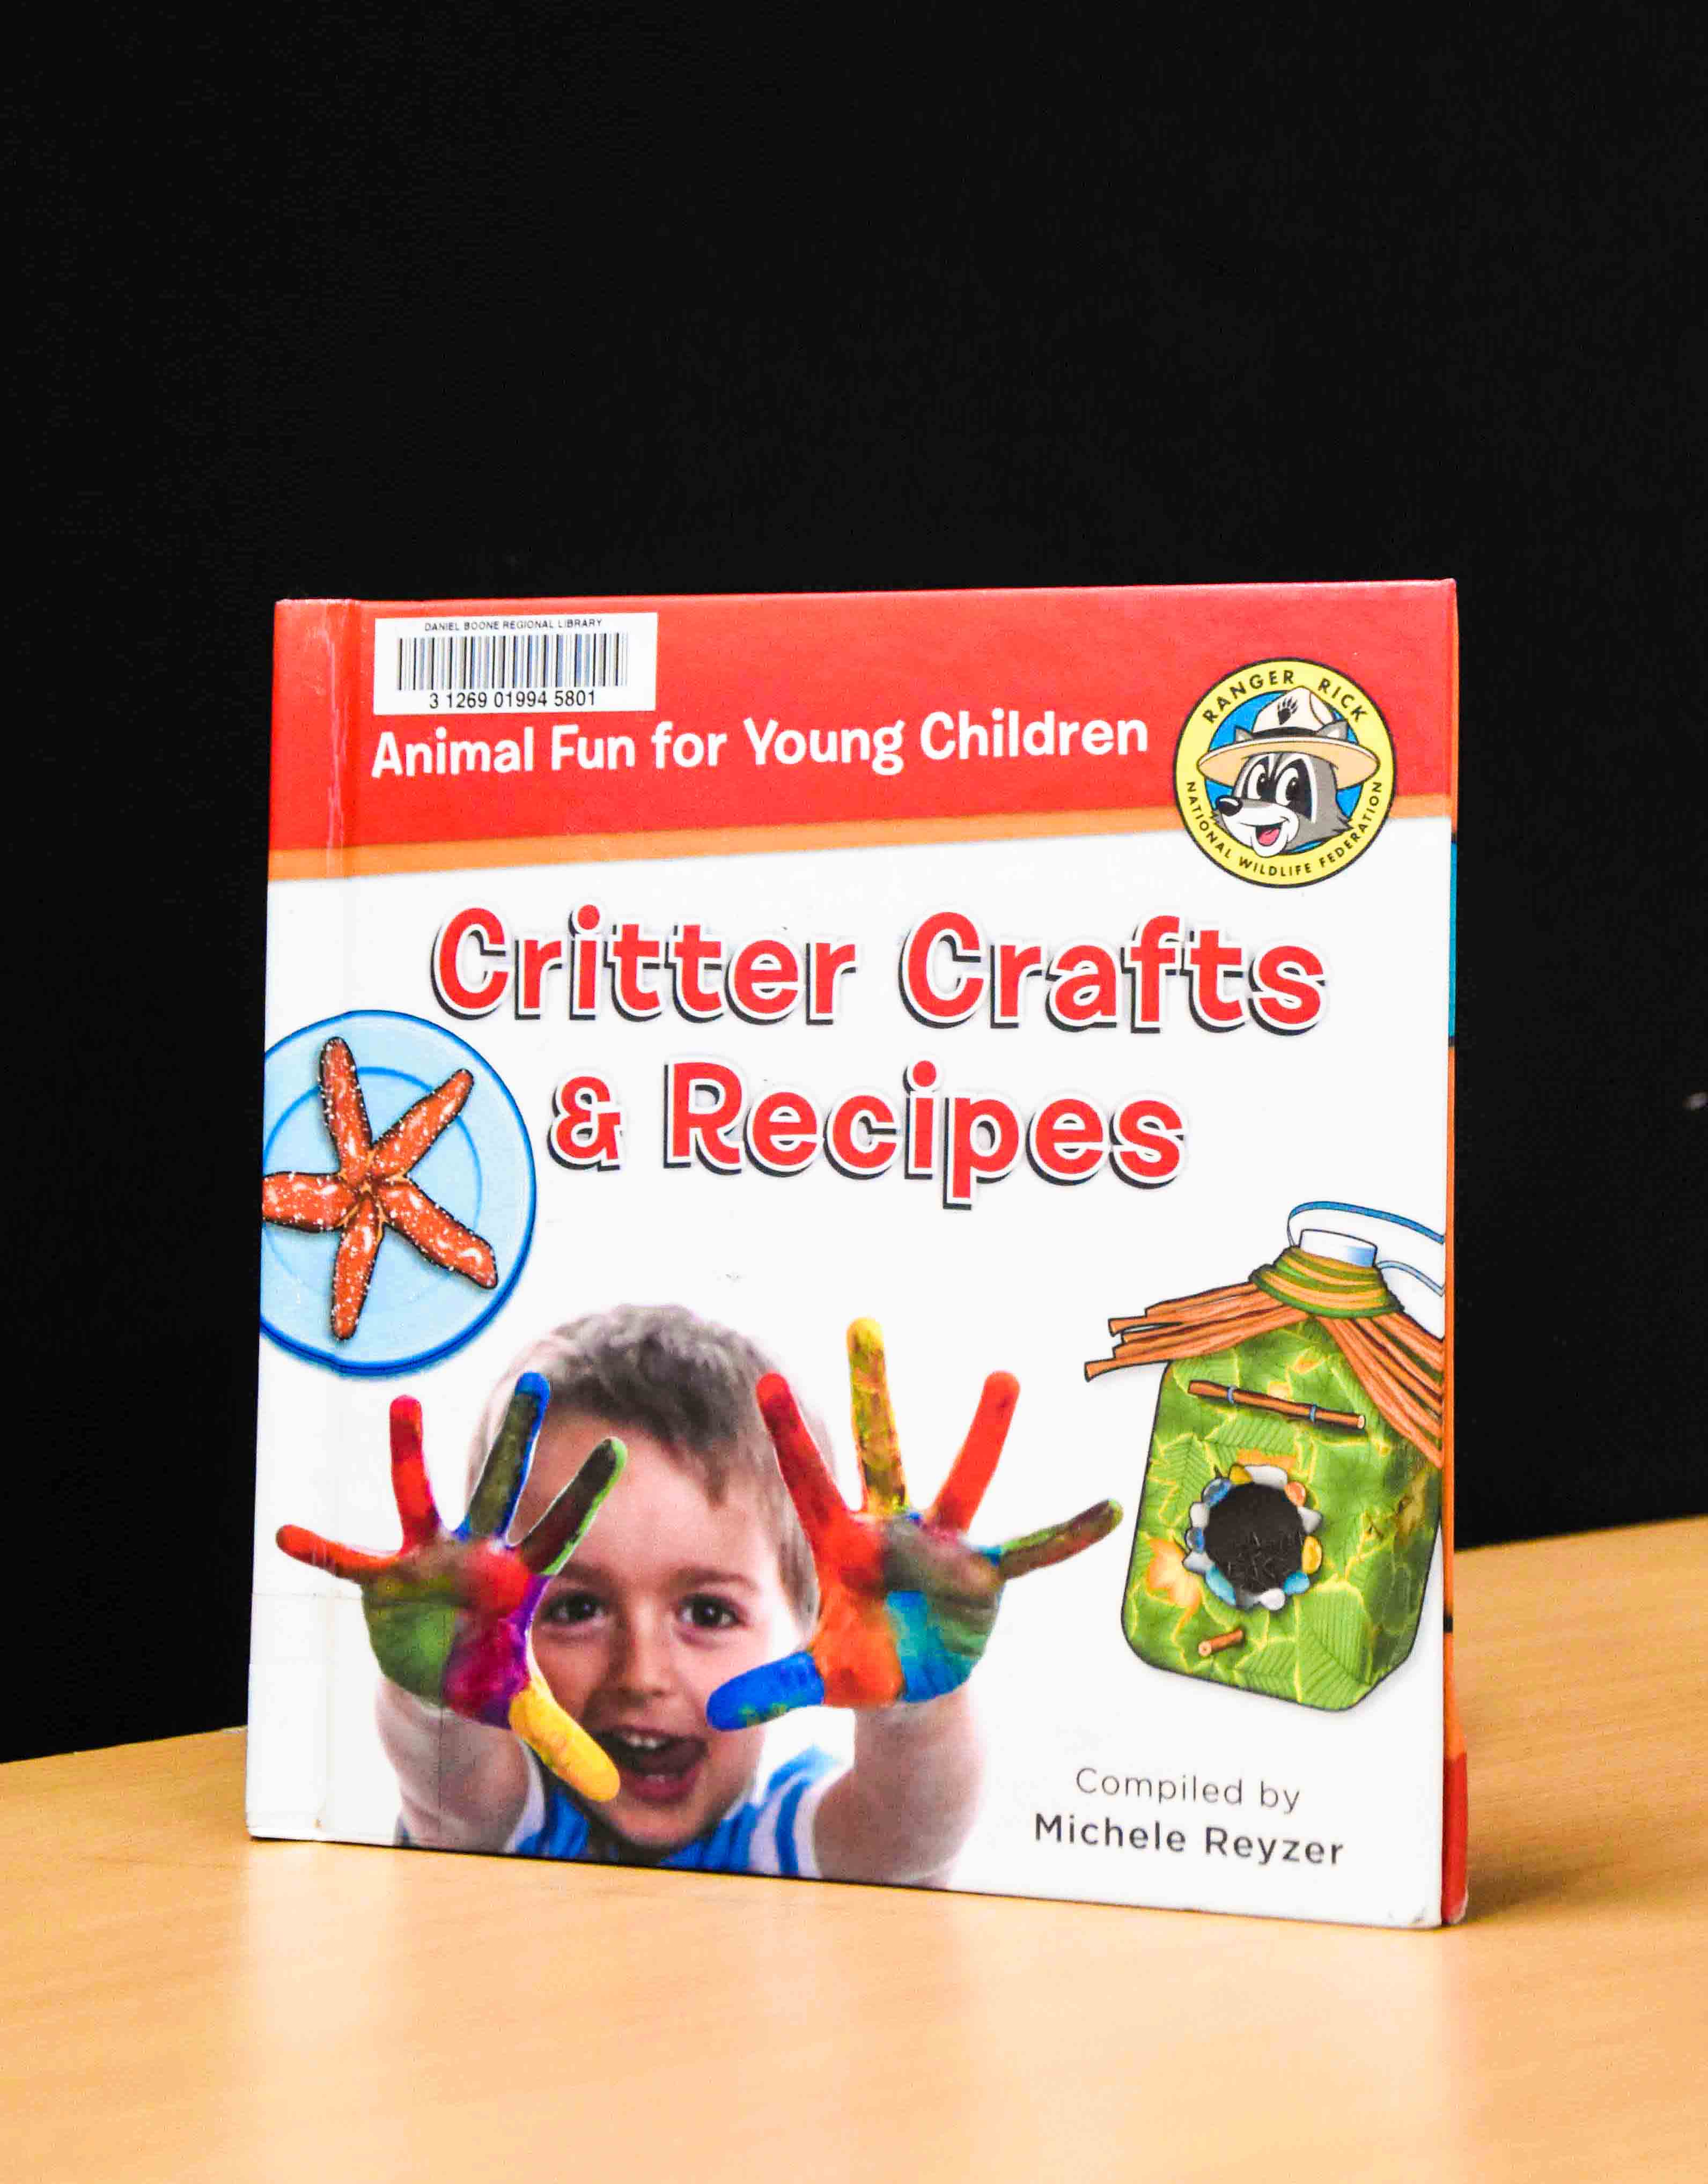 DANIEL BOONE REGIONAL LIBRARY
3 1269 01994 5801
Animal Fun for Young Children
RANGER RICK
NATIONAL WILDLIFE FEDERATION
Critter Crafts
& Recipes
Compiled by
Michele Reyzer